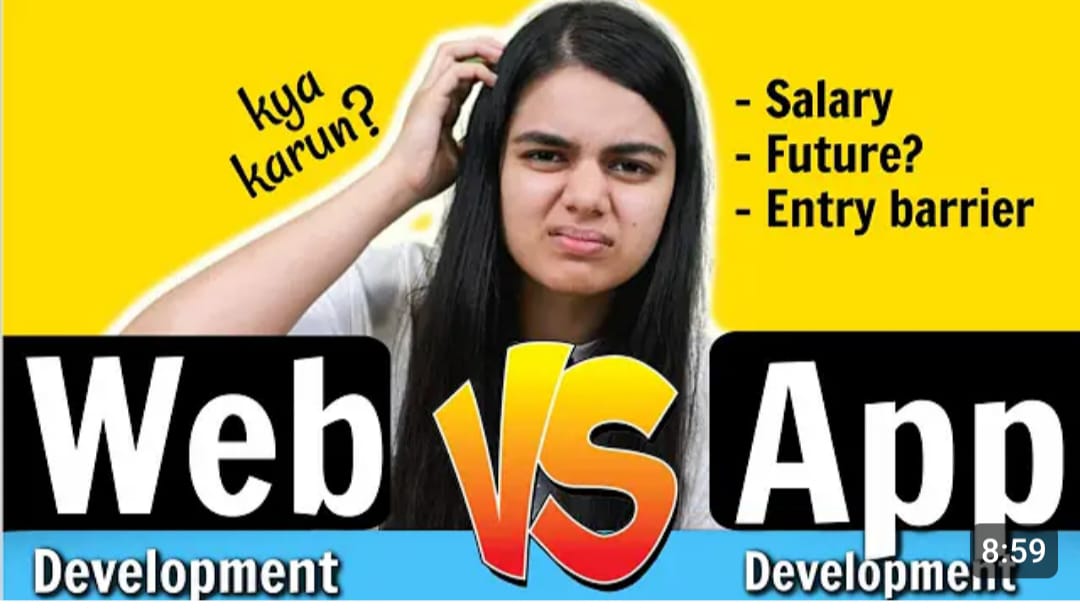 kya
karun?
- Salary
- Future?
- Entry barrier
Web
VS
App
Development
Development
8:59